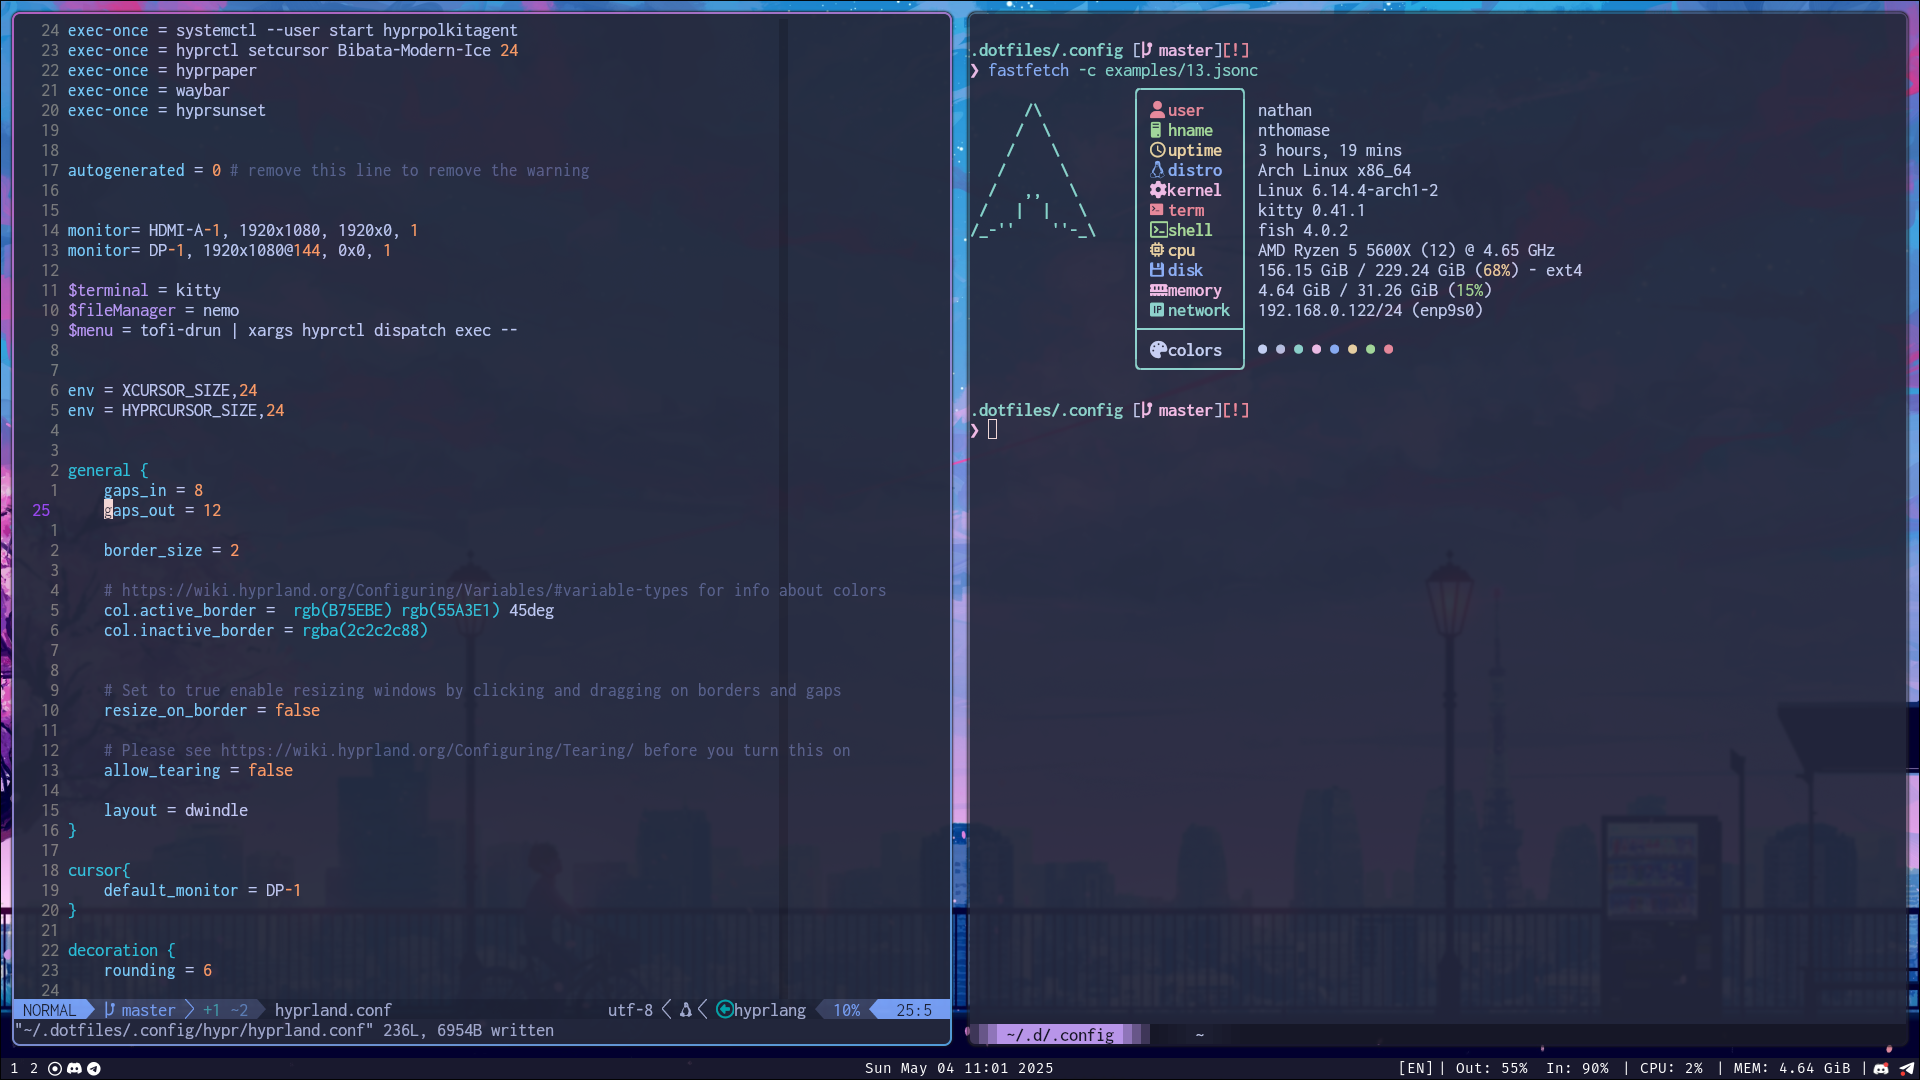 24 exec-once = systemctl --user start hyprpolkitagent
23 exec-once = hyprctl setcursor Bibata-Modern-Ice 24
22 exec-once = hyprpaper
21 exec-once = waybar
20 exec-once = hyprsunset
19
18
17 autogenerated = 0 # remove this line to remove the warning
16
15
14 monitor= HDMI-A-1, 1920x1080, 1920x0, 1
13 monitor= DP-1, 1920x1080@144, 0x0, 1
12
11 $terminal = kitty
10 $fileManager = nemo
9 $menu = tofi-drun | xargs hyprctl dispatch exec --
8
7
6 env = XCURSOR_SIZE,24
5 env = HYPRCURSOR_SIZE,24
4
3
2 general {
1     gaps_in = 8
25     gaps_out = 12
1
2     border_size = 2
3
4     # https://wiki.hyprland.org/Configuring/Variables/#variable-types for info about colors
5     col.active_border =  rgb(B75EBE) rgb(55A3E1) 45deg
6     col.inactive_border = rgba(2c2c2c88)
7
8
9     # Set to true enable resizing windows by clicking and dragging on borders and gaps
10     resize_on_border = false
11
12     # Please see https://wiki.hyprland.org/Configuring/Tearing/ before you turn this on
13     allow_tearing = false
14
15     layout = dwindle
16 }
17
18 cursor{
19     default_monitor = DP-1
20 }
21
22 decoration {
23     rounding = 6
24
NORMAL master +1 ~2 hyprland.conf utf-8 hyprlang 10% 25:5
"~/.dotfiles/.config/hypr/hyprland.conf" 236L, 6954B written
.dotfiles/.config [master][!]
❯ fastfetch -c examples/13.jsonc
/\
/  \
/    \
/      \
/   ,,   \
/   |  |   \
/_-''    ''-_\
user nathan
hname nthomase
uptime 3 hours, 19 mins
distro Arch Linux x86_64
kernel Linux 6.14.4-arch1-2
term kitty 0.41.1
shell fish 4.0.2
cpu AMD Ryzen 5 5600X (12) @ 4.65 GHz
disk 156.15 GiB / 229.24 GiB (68%) - ext4
memory 4.64 GiB / 31.26 GiB (15%)
IP network 192.168.0.122/24 (enp9s0)
colors
.dotfiles/.config [master][!]
❯
~/.d/.config ~
1 2 Sun May 04 11:01 2025 [EN]| Out: 55% In: 90% | CPU: 2% | MEM: 4.64 GiB |